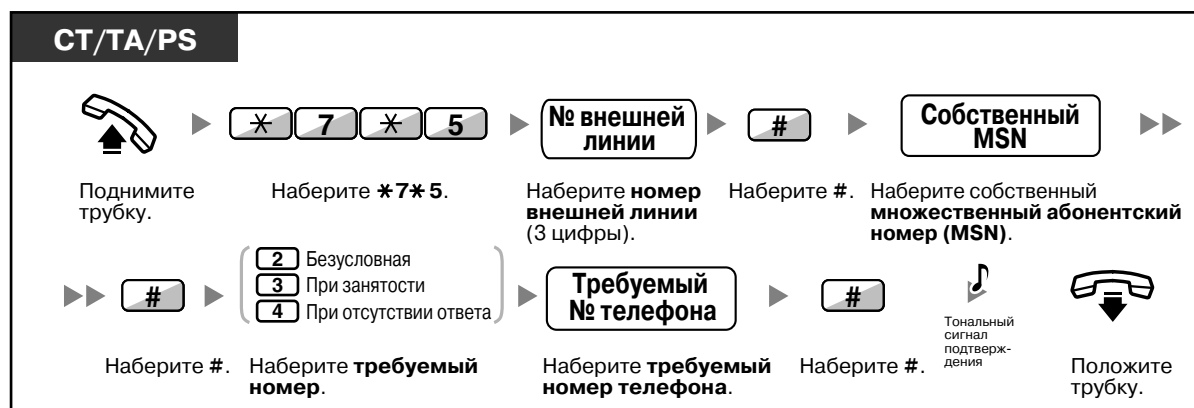 CT/TA/PS
✳ 7 ✳ 5
№ внешней
линии
#
Собственный
MSN
Поднимите
трубку.
Наберите ✳7✳5.
Наберите номер
внешней линии
(3 цифры).
Наберите #.
Наберите собственный
множественный абонентский
номер (MSN).
#
2 Безусловная
3 При занятости
4 При отсутствии ответа
Требуемый
№ телефона
#
Тональный
сигнал
подтверж-
дения
Наберите #.
Наберите требуемый
номер.
Наберите требуемый
номер телефона.
Наберите #.
Положите
трубку.